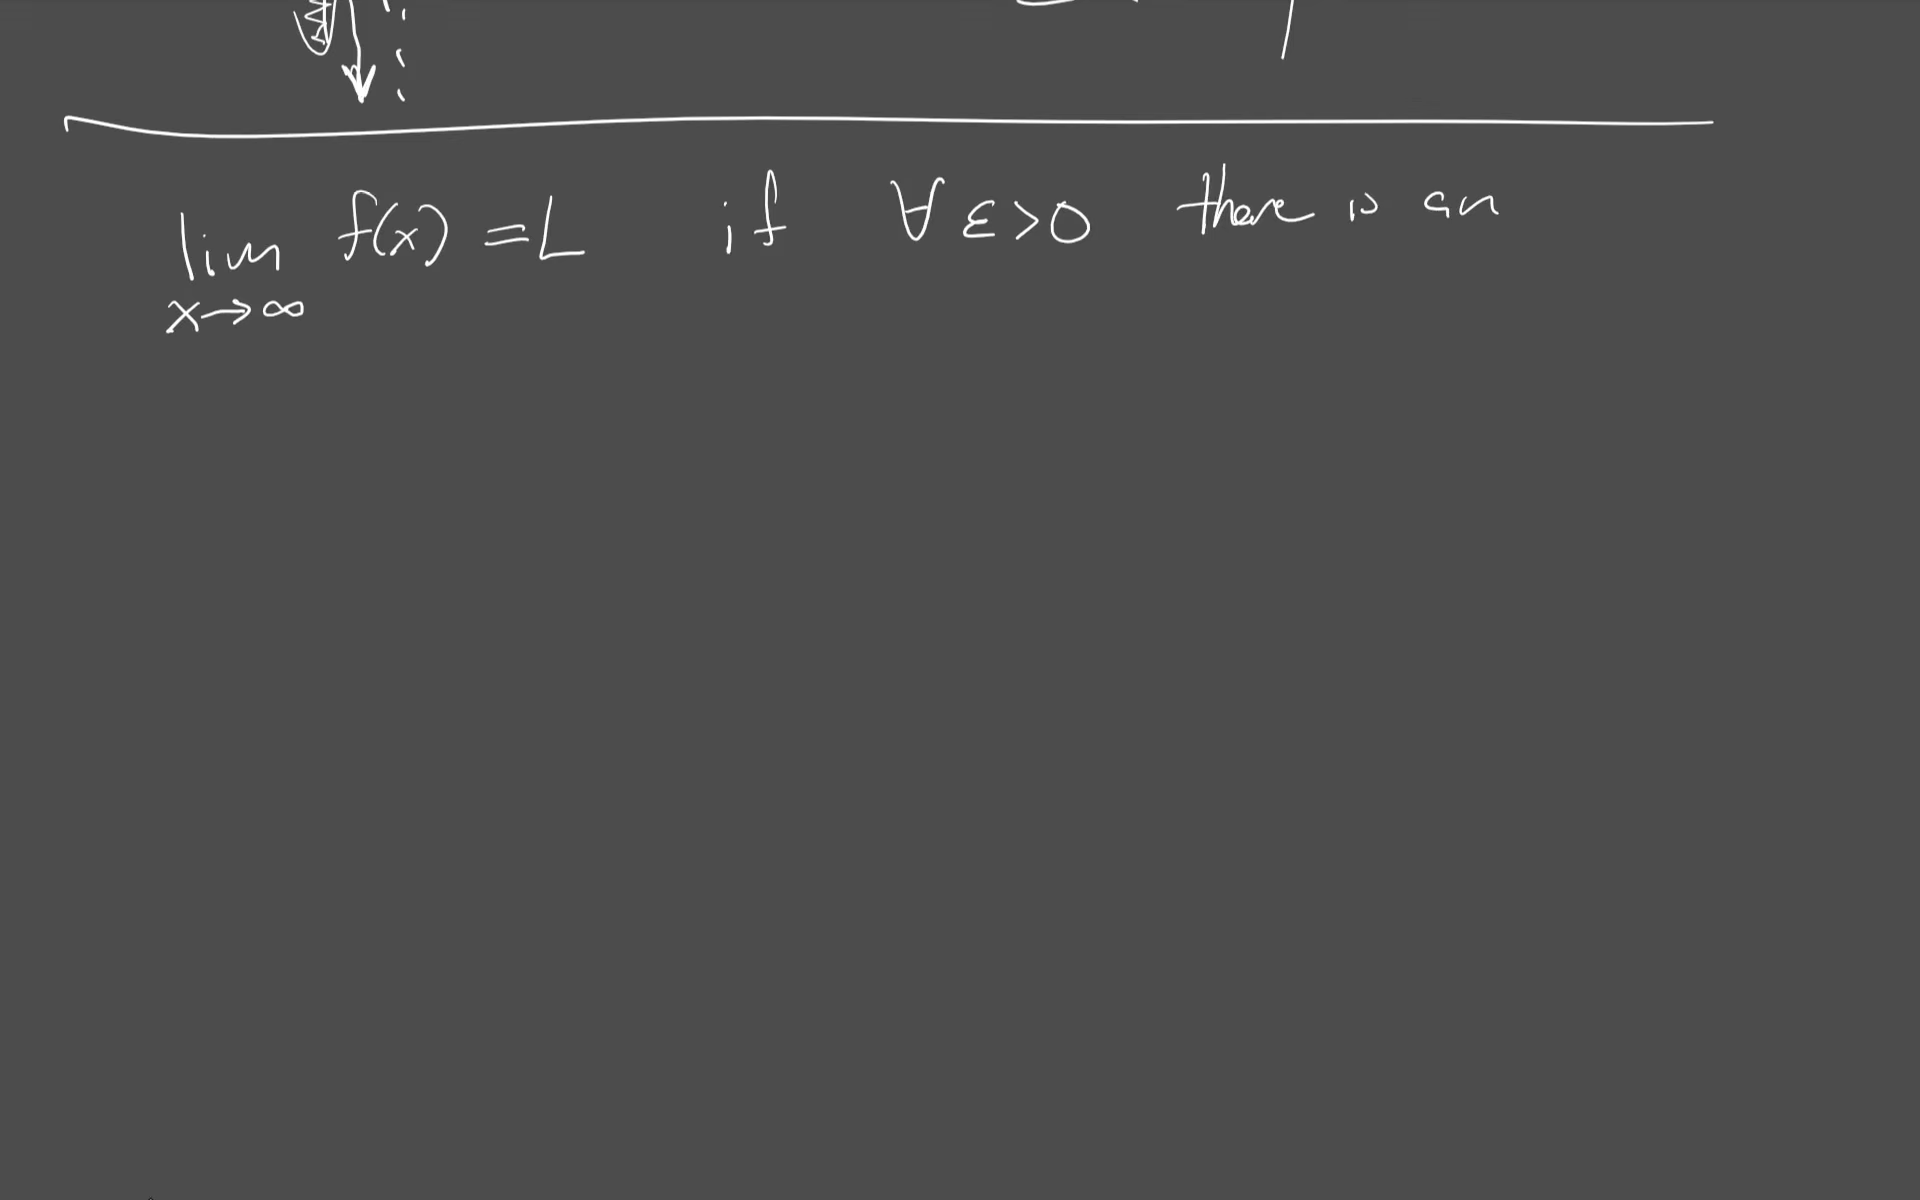 lim f(x) = L if ∀ ε > 0 there is an
x → ∞